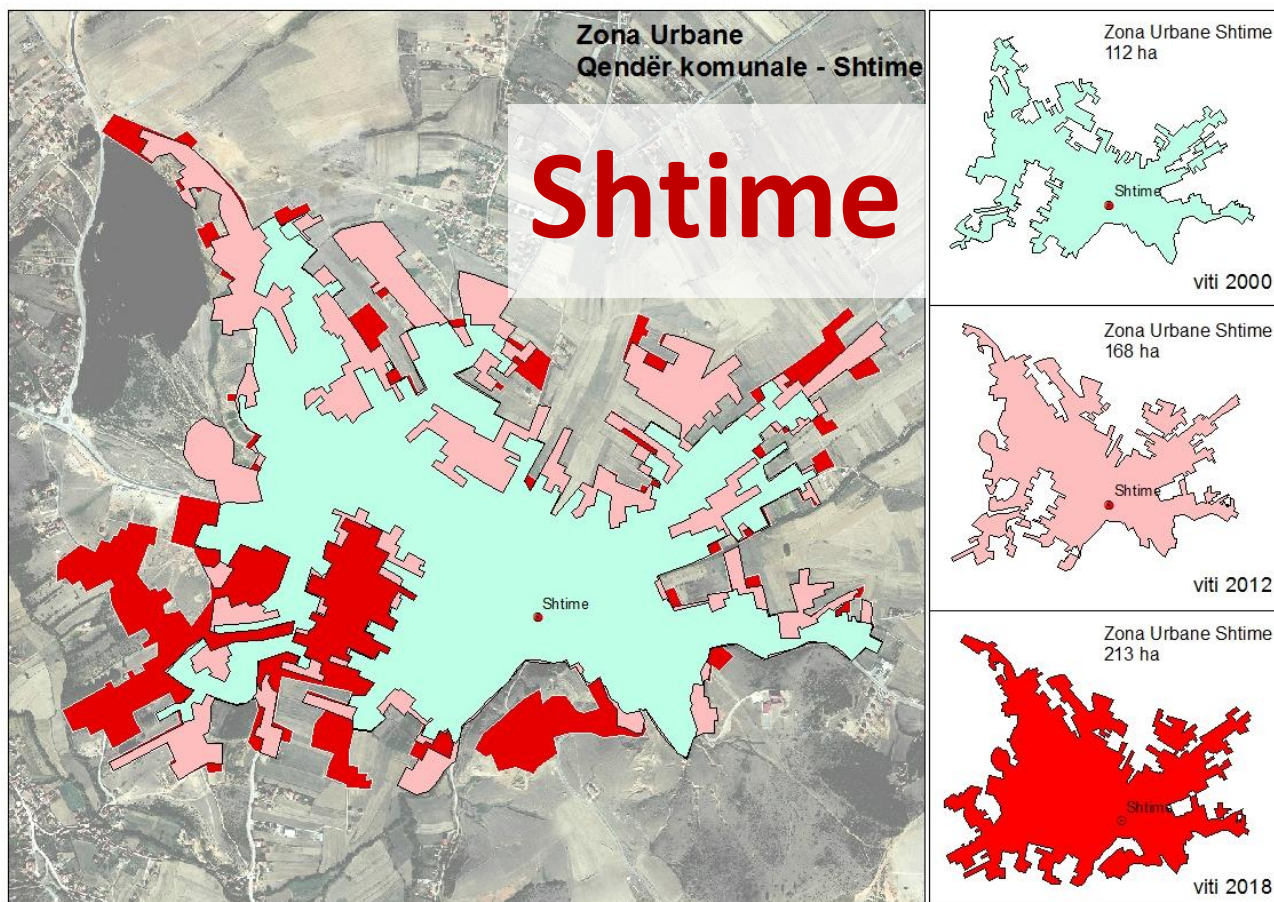 Zona Urbane
Qendër komunale - Shtime
Shtime
Shtime
Zona Urbane Shtime
112 ha
Shtime
viti 2000
Zona Urbane Shtime
168 ha
Shtime
viti 2012
Zona Urbane Shtime
213 ha
Shtime
viti 2018